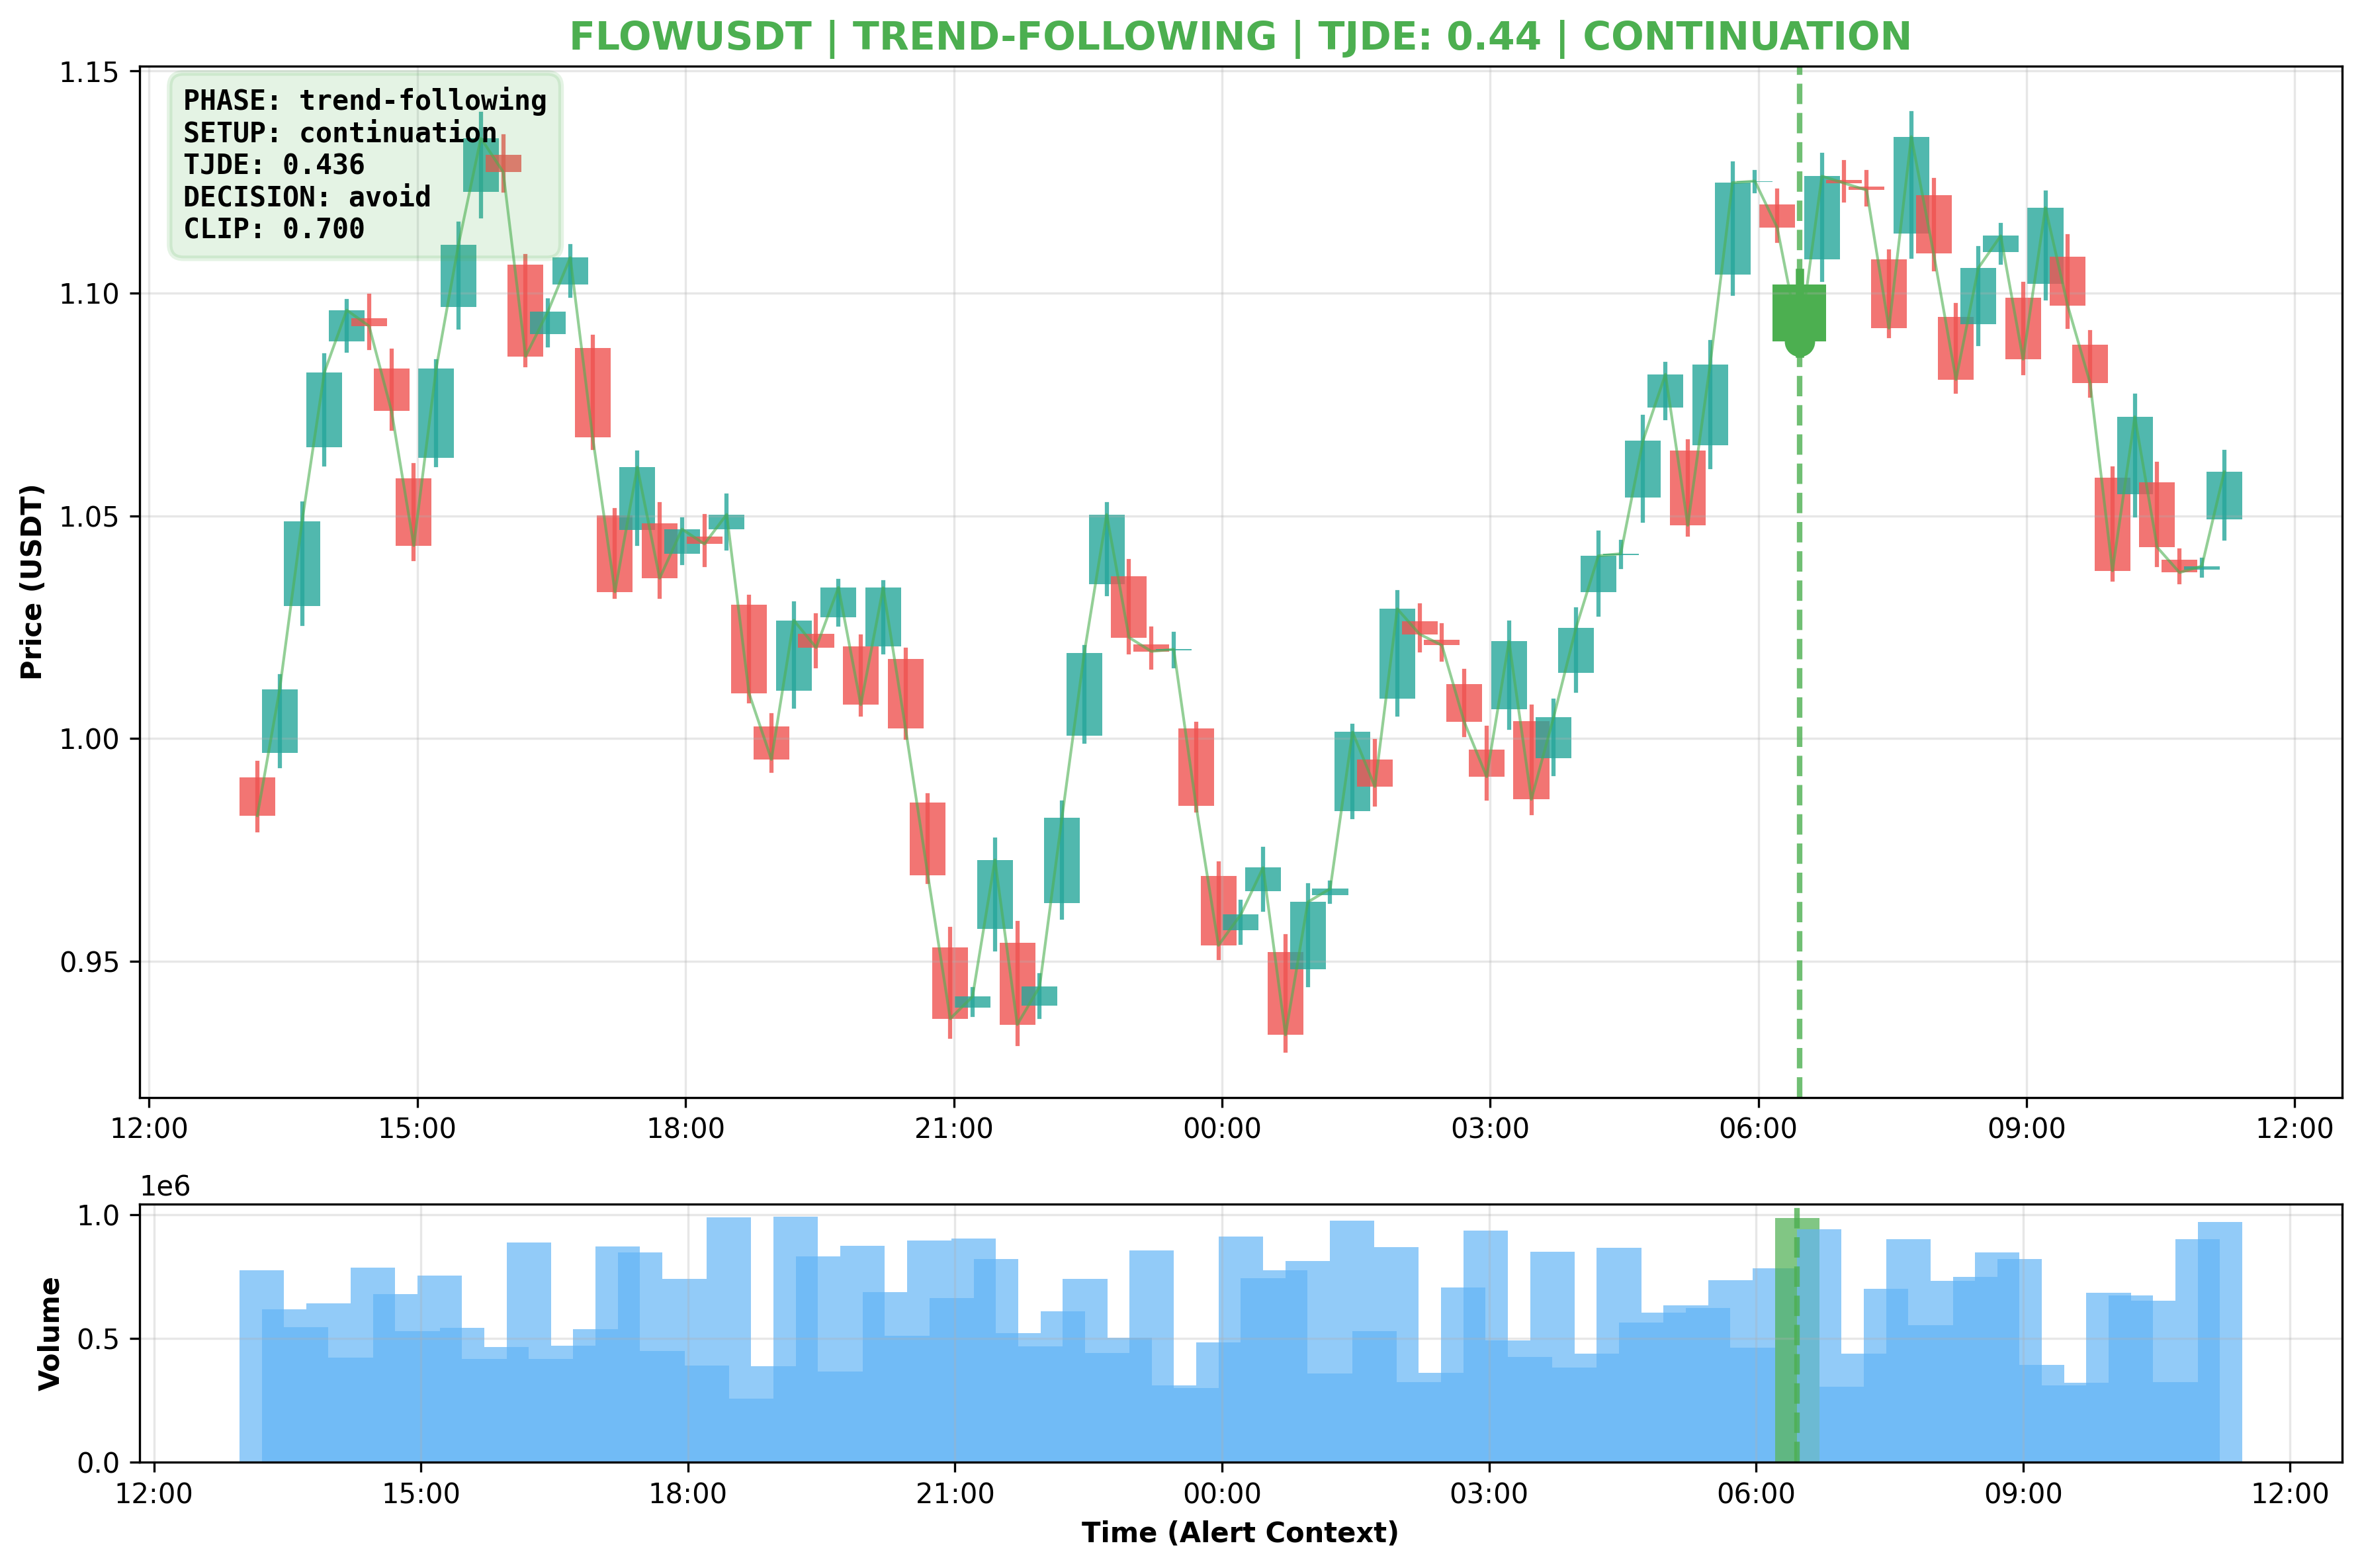 FLOWUSDT | TREND-FOLLOWING | TJDE: 0.44 | CONTINUATION
PHASE: trend-following
SETUP: continuation
TJDE: 0.436
DECISION: avoid
CLIP: 0.700
Price (USDT)
1.15
1.10
1.05
1.00
0.95
12:00 15:00 18:00 21:00 00:00 03:00 06:00 09:00 12:00
1e6
Volume
1.0
0.5
0.0
12:00 15:00 18:00 21:00 00:00 03:00 06:00 09:00 12:00
Time (Alert Context)